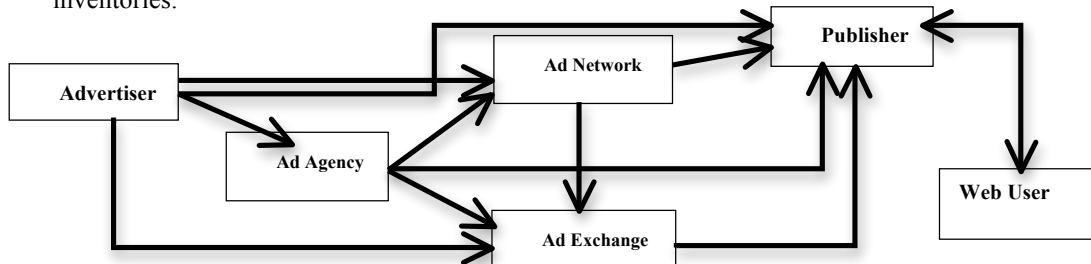 inventories.
Publisher
Ad Network
Advertiser
Ad Agency
Web User
Ad Exchange